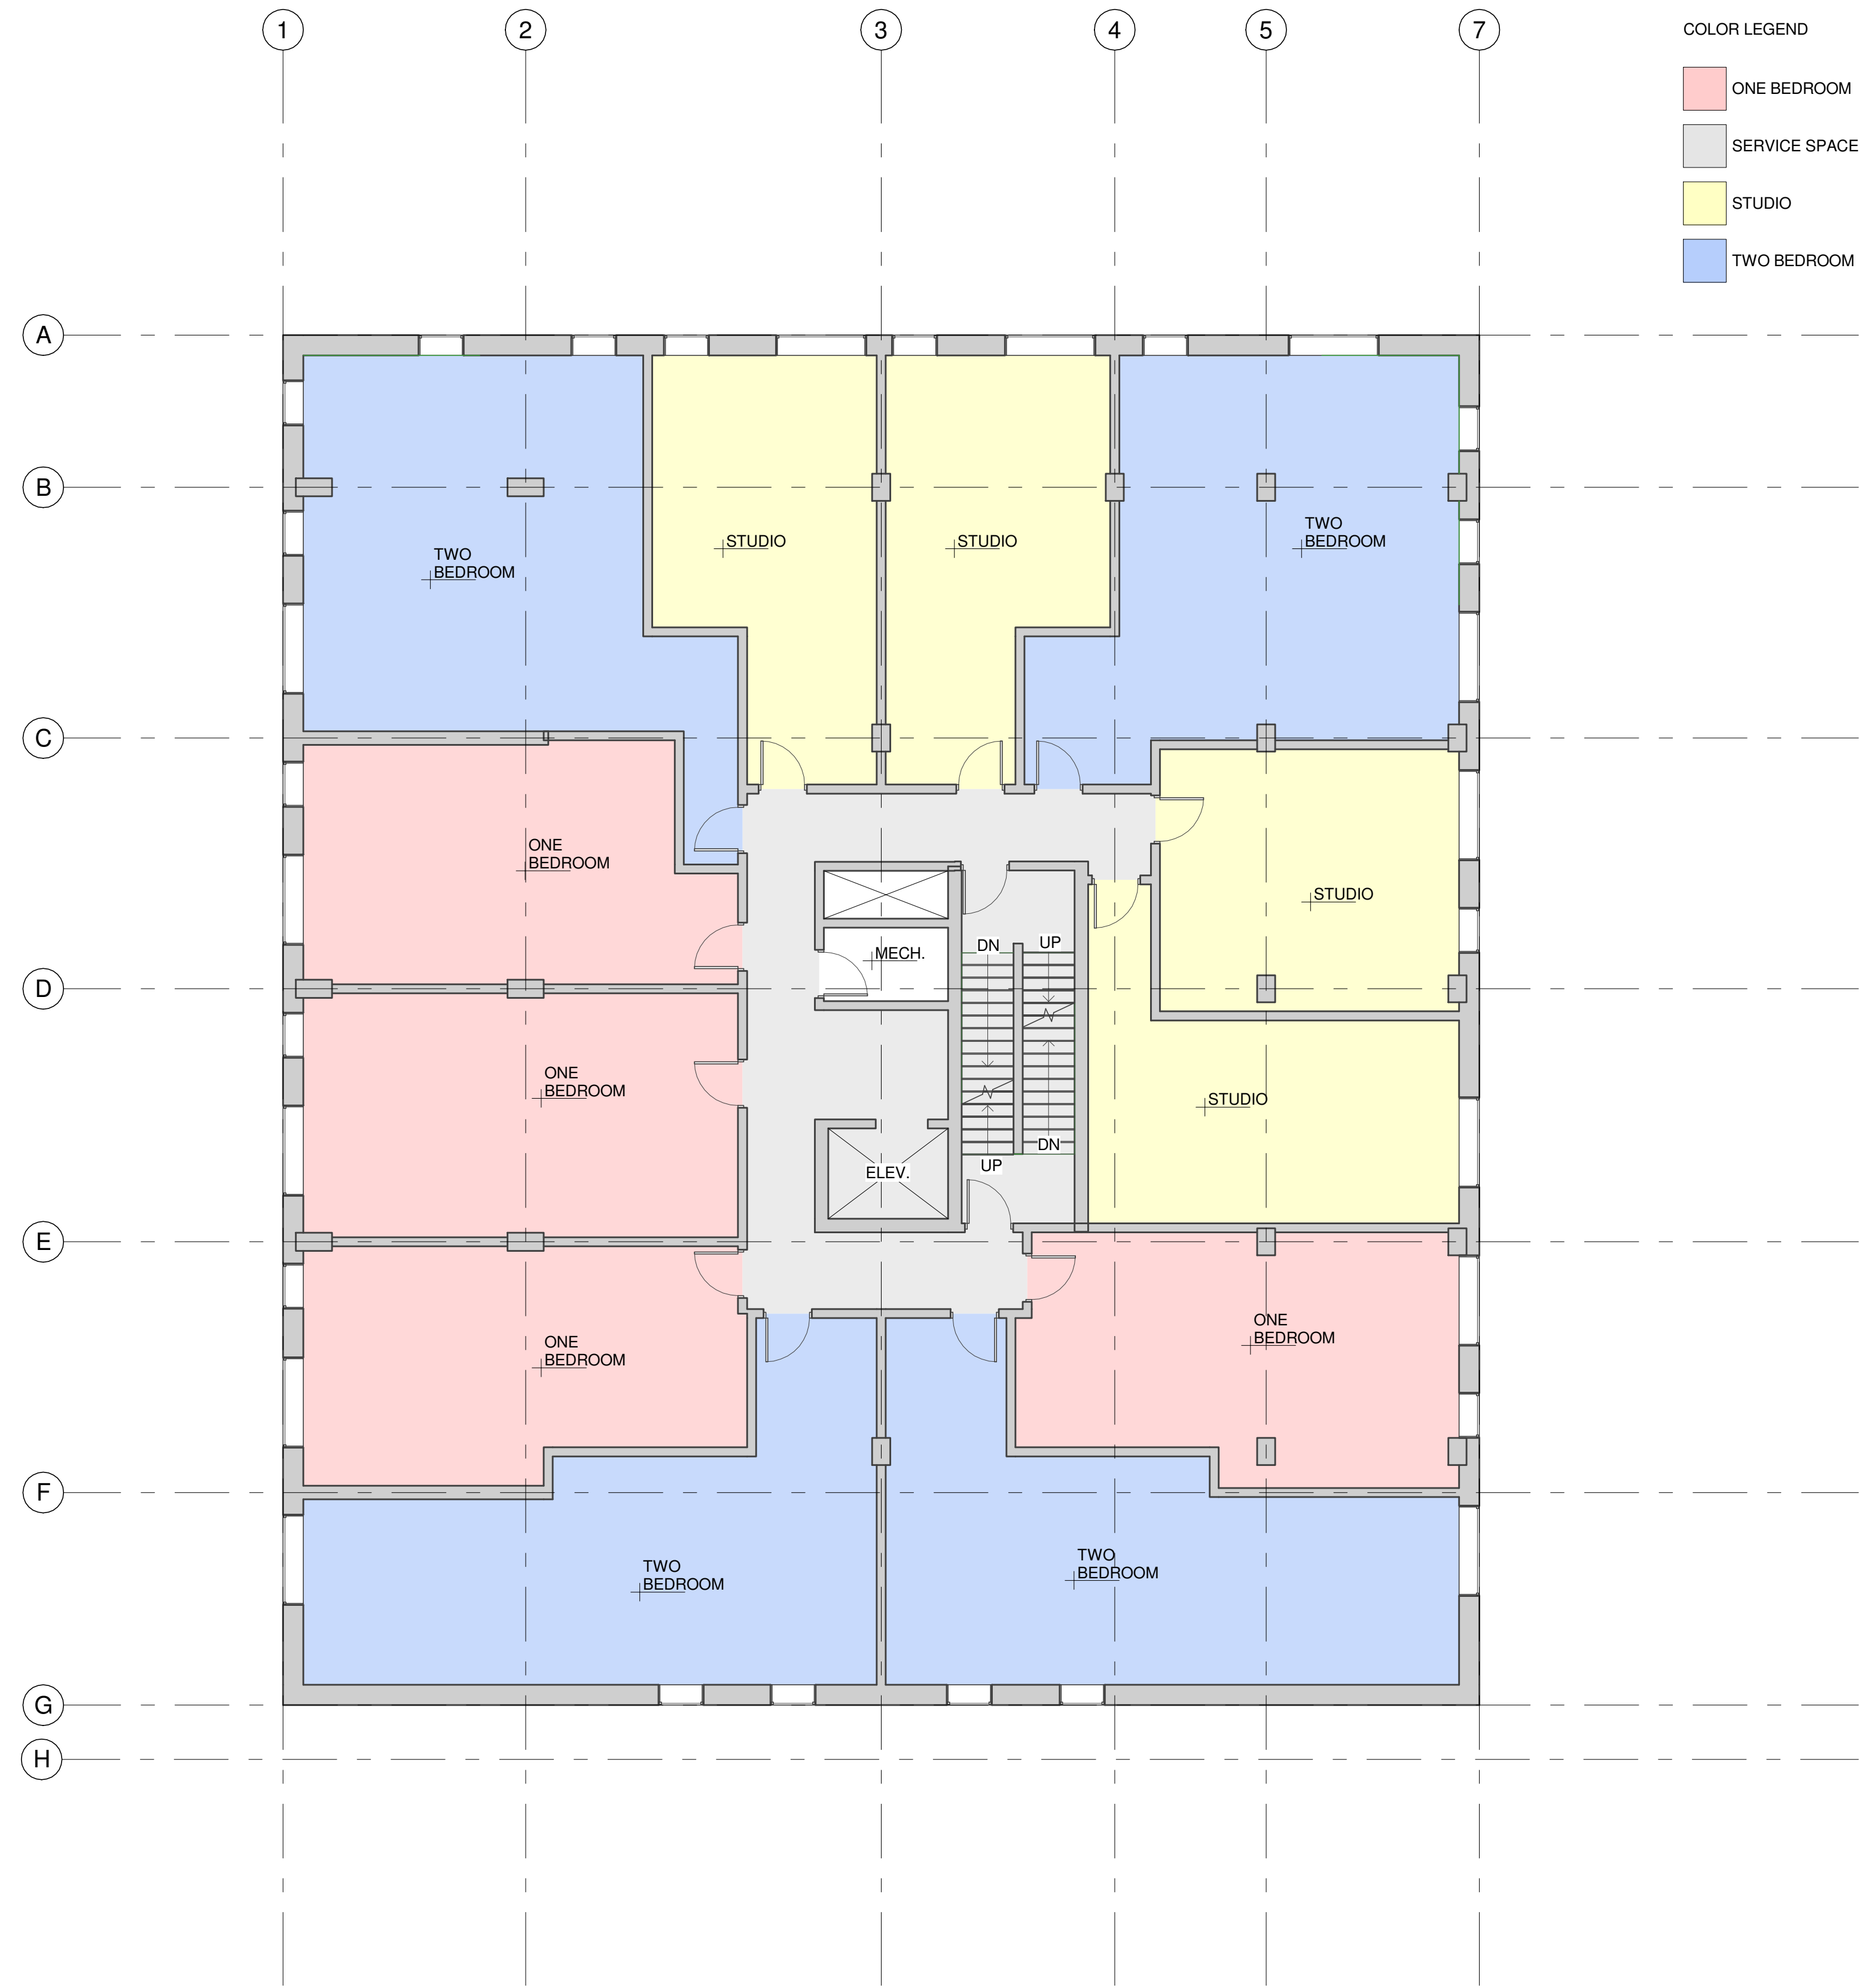 1
2
3
4
5
7
COLOR LEGEND
ONE BEDROOM
SERVICE SPACE
STUDIO
TWO BEDROOM
A
B
C
D
E
F
G
H
TWO
BEDROOM
STUDIO
STUDIO
TWO
BEDROOM
ONE
BEDROOM
STUDIO
MECH.
DN
UP
ONE
BEDROOM
STUDIO
ELEV.
UP
DN
ONE
BEDROOM
ONE
BEDROOM
TWO
BEDROOM
TWO
BEDROOM